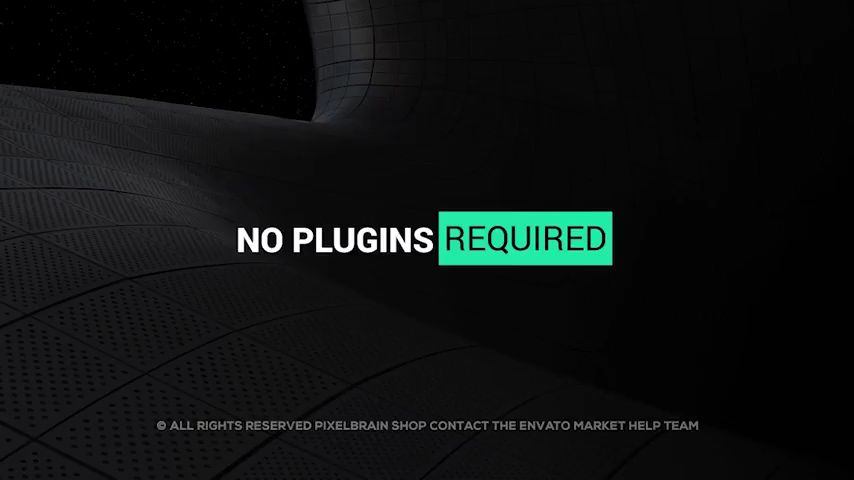 NO PLUGINS REQUIRED
© ALL RIGHTS RESERVED PIXELBRAIN SHOP CONTACT THE ENVATO MARKET HELP TEAM